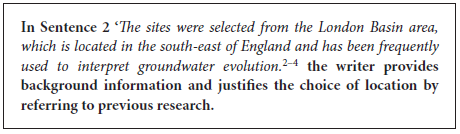 In Sentence 2 ‘The sites were selected from the London Basin area,
which is located in the south-east of England and has been frequently
used to interpret groundwater evolution.2–4 the writer provides
background information and justifies the choice of location by
referring to previous research.